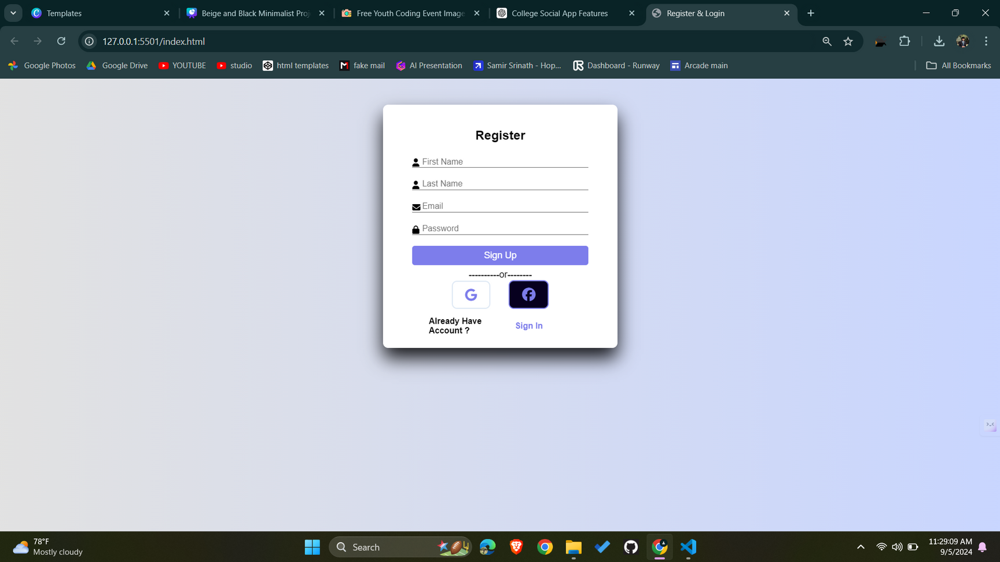 Templates
Beige and Black Minimalist Proj
Free Youth Coding Event Image
College Social App Features
Register & Login
127.0.0.1:5501/index.html
Google Photos
Google Drive
YOUTUBE
studio
html templates
fake mail
AI Presentation
Samir Srinath - Hop...
Dashboard - Runway
Arcade main
All Bookmarks
Register
First Name
Last Name
Email
Password
Sign Up
----------or--------
G
Already Have
Account ?
Sign In
78°F
Mostly cloudy
Search
11:29:09 AM
9/5/2024